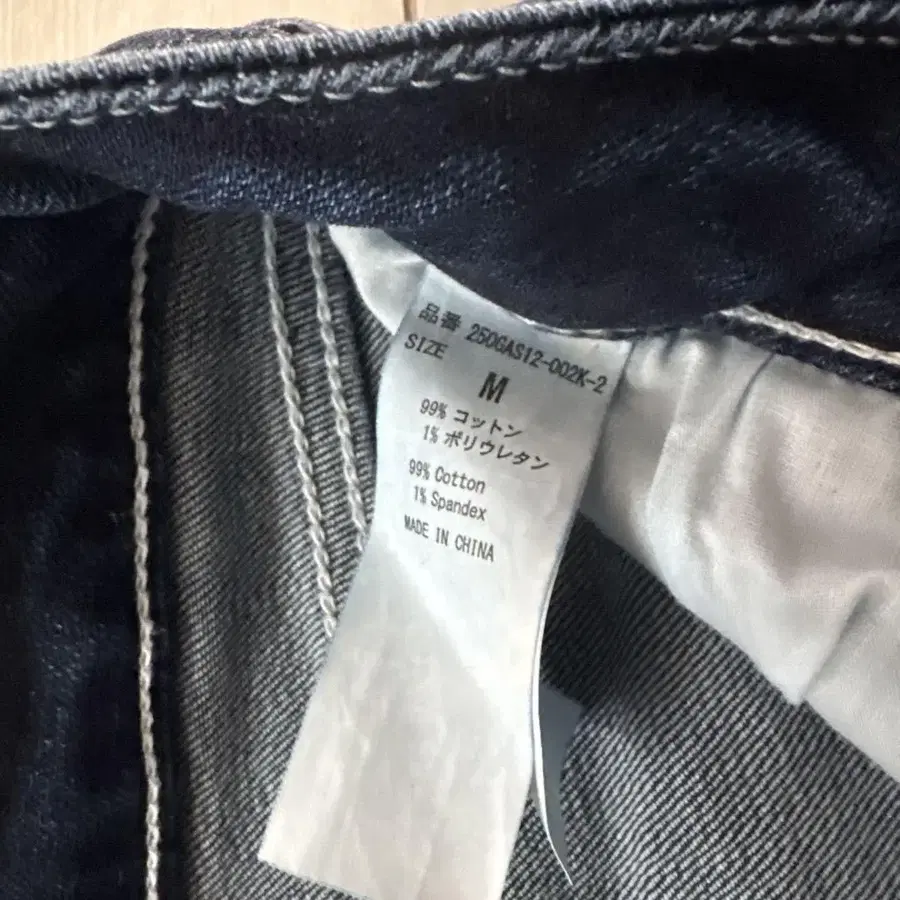 品番 250GAS12-002K-2
SIZE
M
99% コットン
1% ポリウレタン
99% Cotton
1% Spandex
MADE IN CHINA